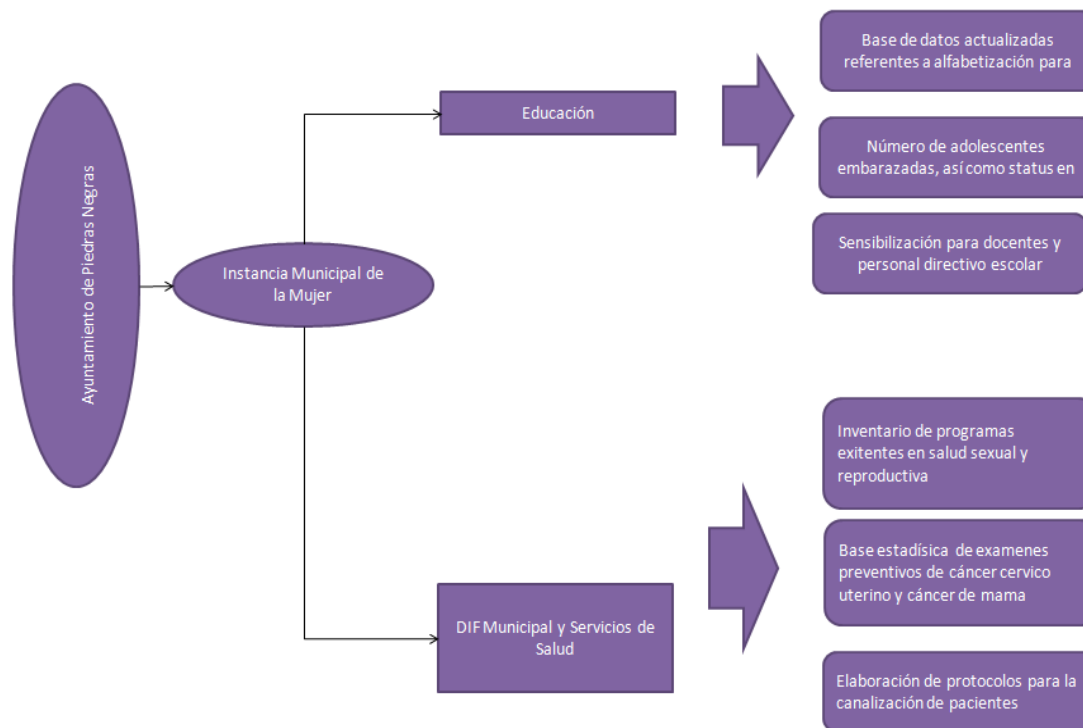 Ayuntamiento de Piedras Negras
Instancia Municipal de
la Mujer
Educación
Base de datos actualizadas
referentes a alfabetización para
Número de adolescentes
embarazadas, así como status en
Sensibilización para docentes y
personal directivo escolar
DIF Municipal y Servicios de
Salud
Inventario de programas
exitentes en salud sexual y
reproductiva
Base estadísica de examenes
preventivos de cáncer cervico
uterino y cáncer de mama
Elaboración de protocolos para la
canalización de pacientes